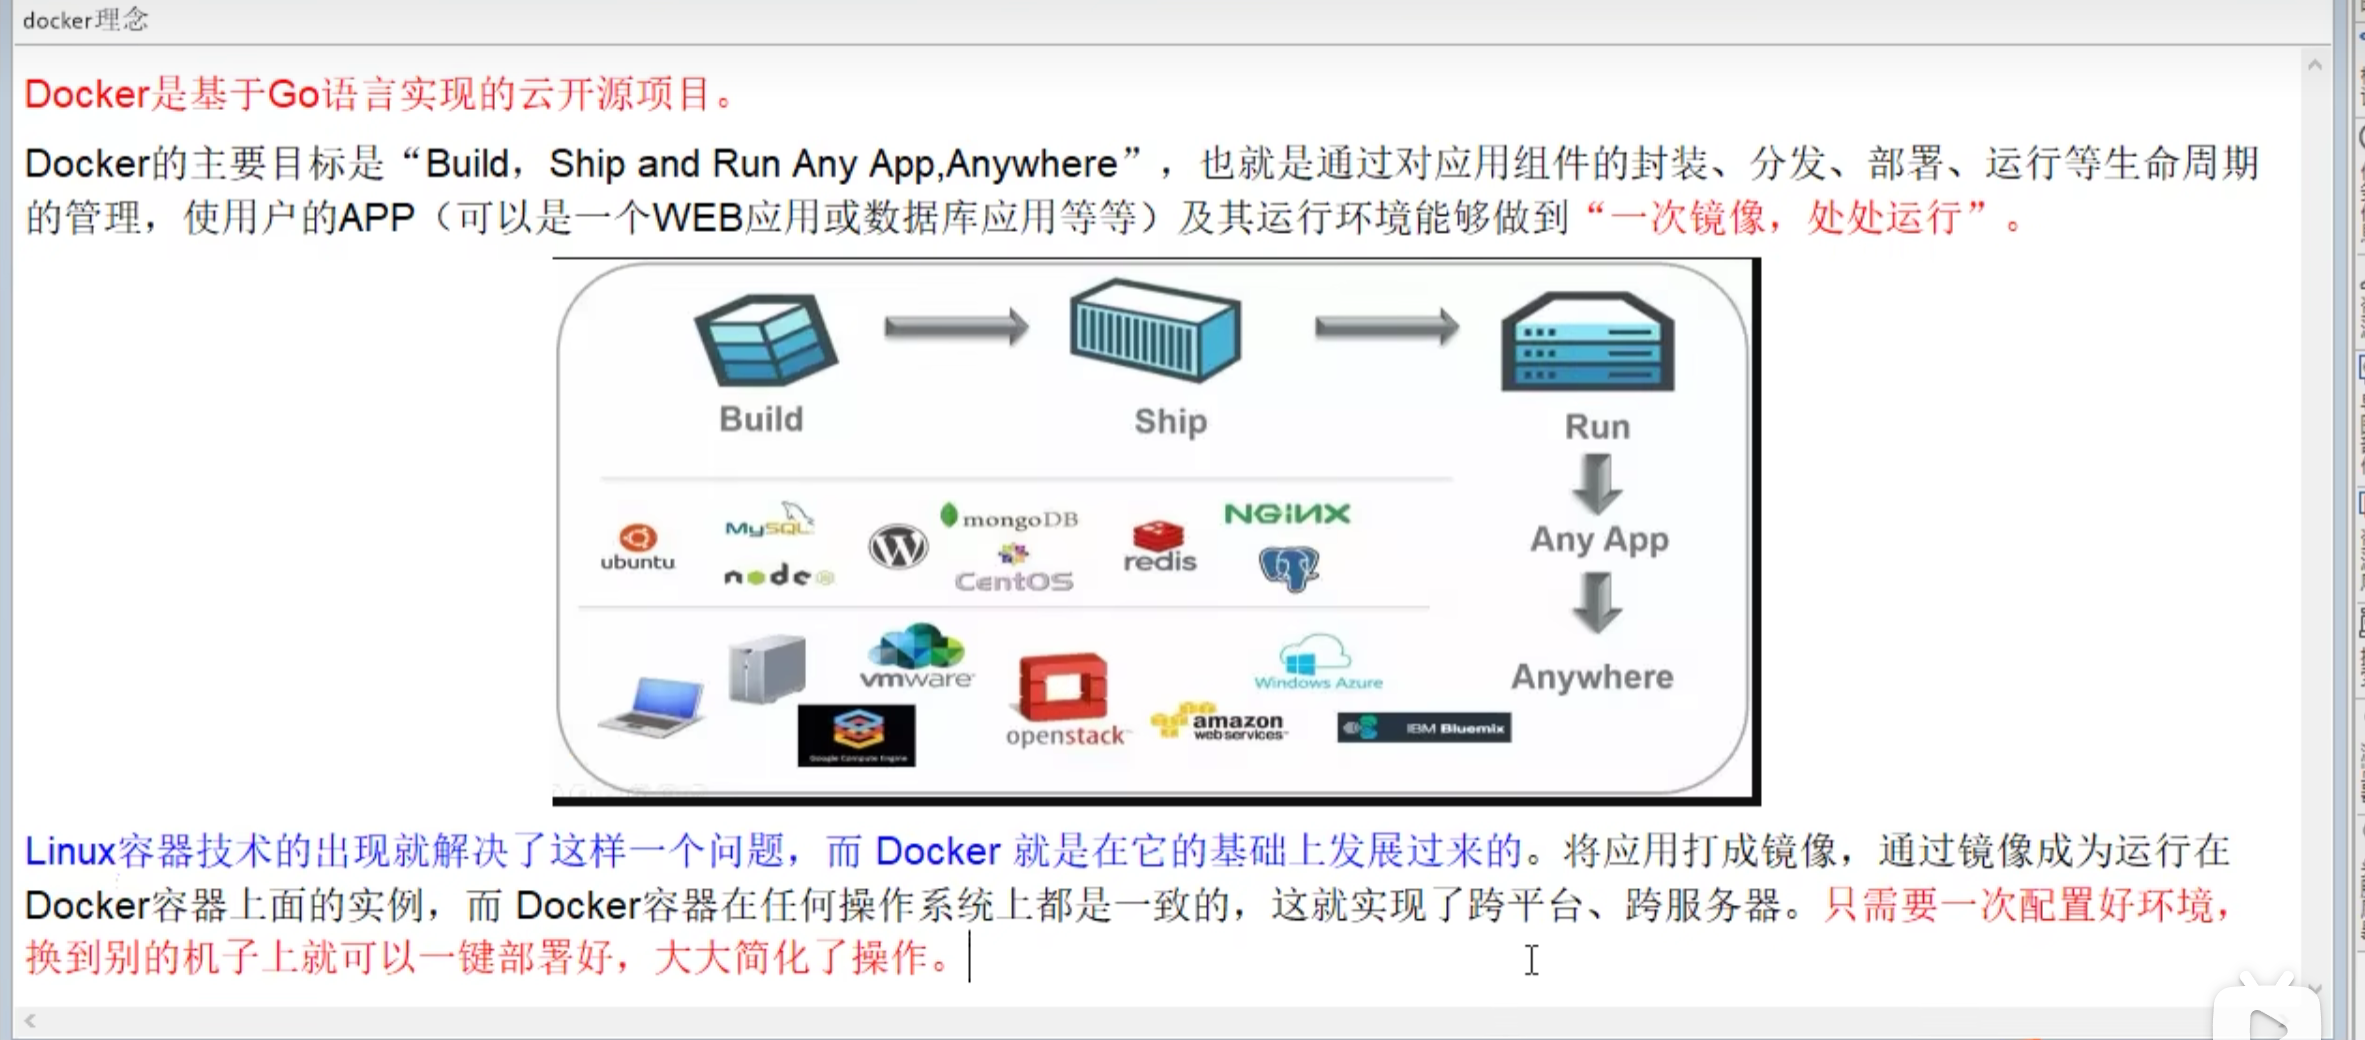 docker理念
Docker是基于Go语言实现的云开源项目。
Docker的主要目标是“Build，Ship and Run Any App,Anywhere”，也就是通过对应用组件的封装、分发、部署、运行等生命周期
的管理，使用户的APP（可以是一个WEB应用或数据库应用等等）及其运行环境能够做到“一次镜像，处处运行”。
Build
Ship
Run
Any App
Anywhere
ubuntu
MySQL
node
mongoDB
CentOS
redis
NGINX
vmware
Google Compute Engine
openstack
amazon
webservices
Windows Azure
IBM Bluemix
Linux容器技术的出现就解决了这样一个问题，而 Docker 就是在它的基础上发展过来的。将应用打成镜像，通过镜像成为运行在
Docker容器上面的实例，而 Docker容器在任何操作系统上都是一致的，这就实现了跨平台、跨服务器。只需要一次配置好环境，
换到别的机子上就可以一键部署好，大大简化了操作。